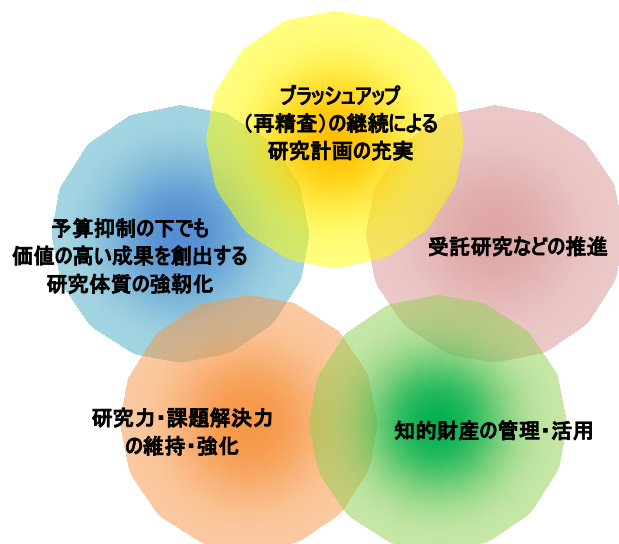 ブラッシュアップ
（再精査）の継続による
研究計画の充実
予算抑制の下でも
価値の高い成果を創出する
研究体質の強靭化
受託研究などの推進
研究力・課題解決力
の維持・強化
知的財産の管理・活用